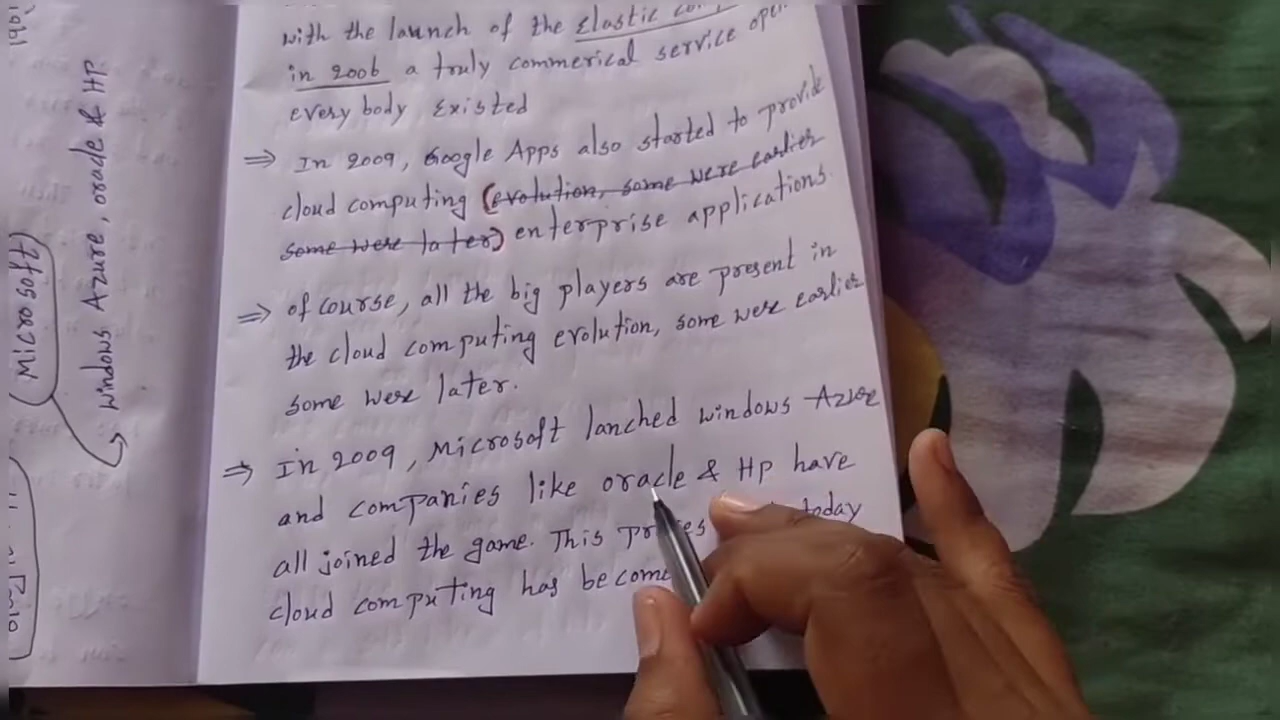 with the launch of the Elastic
in 2006 a truly commerical service open
everybody Existed
⇒ In 2009, Google Apps also started to provide
cloud computing (evolution, some were earlier
some were later) enterprise applications.
⇒ of course, all the big players are present in
the cloud computing evolution, some were earlier
some were later.
⇒ In 2009, Microsoft lanched windows Azure
and companies like oracle & HP have
all joined the game. This today
cloud computing has become
Microsoft
windows Azure, oracle & HP